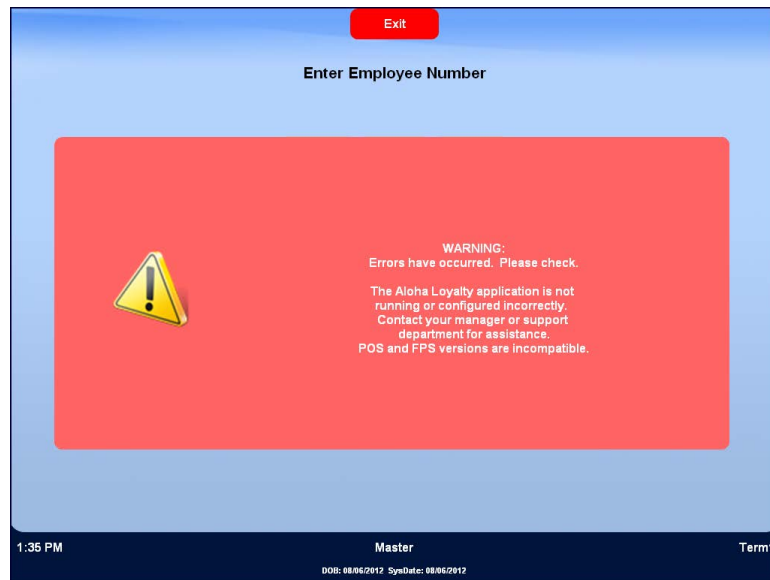 Exit
Enter Employee Number
WARNING:
Errors have occurred. Please check.
The Aloha Loyalty application is not
running or configured incorrectly.
Contact your manager or support
department for assistance.
POS and FPS versions are incompatible.
1:35 PM
Master
Term
DOB: 08/06/2012 SysDate: 08/06/2012